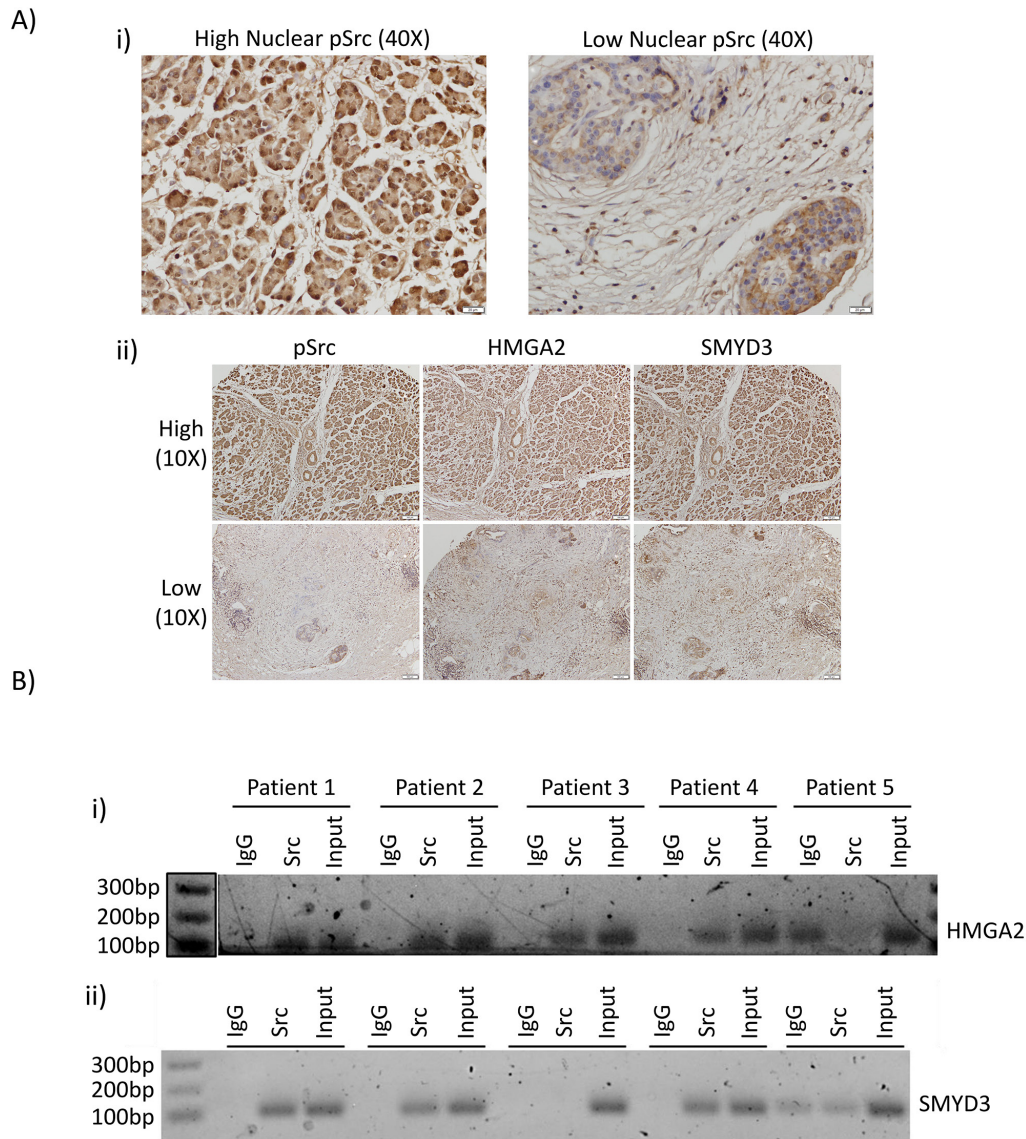 A)
i)
High Nuclear pSrc (40X)
Low Nuclear pSrc (40X)
ii)
pSrc
HMGA2
SMYD3
High
(10X)
Low
(10X)
B)
i)
Patient 1
Patient 2
Patient 3
Patient 4
Patient 5
IgG
Src
Input
IgG
Src
Input
IgG
Src
Input
IgG
Src
Input
IgG
Src
Input
300bp
200bp
100bp
HMGA2
ii)
IgG
Src
Input
IgG
Src
Input
IgG
Src
Input
IgG
Src
Input
IgG
Src
Input
300bp
200bp
100bp
SMYD3